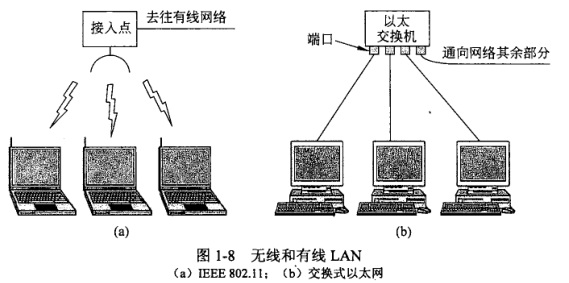 接入点
去往有线网络
以太
交换机
端口
通向网络其余部分
(a)
(b)
图 1-8 无线和有线 LAN
(a) IEEE 802.11; (b) 交换式以太网